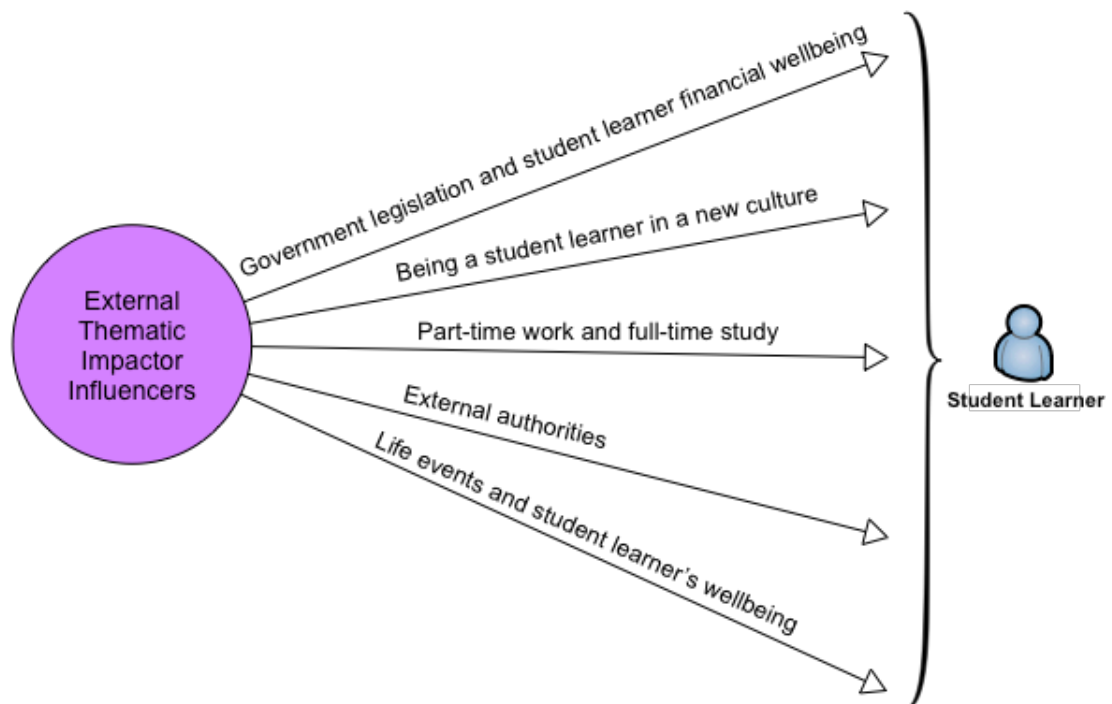 Government legislation and student learner financial wellbeing
Being a student learner in a new culture
External
Thematic
Impactor
Influencers
Part-time work and full-time study
External authorities
Life events and student learner’s wellbeing
Student Learner